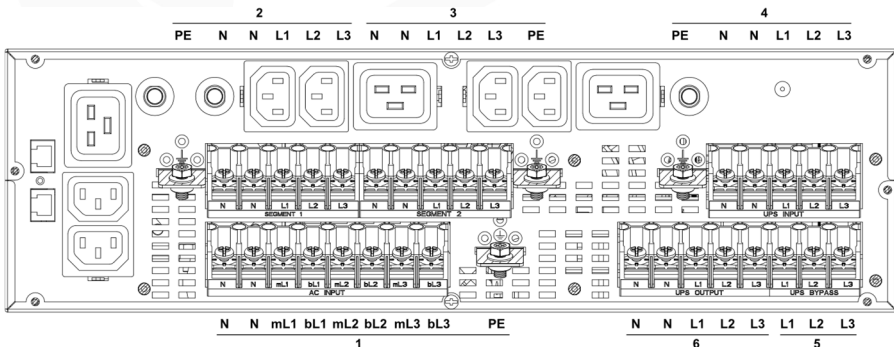 2 3 4
PE N N L1 L2 L3 N N L1 L2 L3 PE PE N N L1 L2 L3
N N L1 L2 L3 N N L1 L2 L3 N N L1 L2 L3
SEGMENT 1 SEGMENT 2 UPS INPUT
N N mL1 bL1 mL2 bL2 mL3 bL3 N N L1 L2 L3 L1 L2 L3
AC INPUT UPS OUTPUT UPS BYPASS
N N mL1 bL1 mL2 bL2 mL3 bL3 PE N N L1 L2 L3 L1 L2 L3
1 6 5